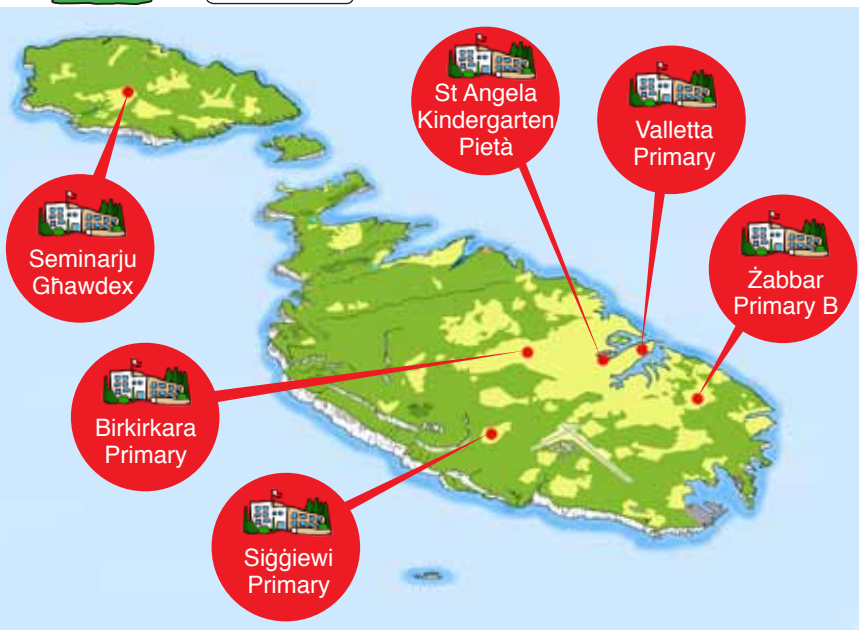 St Angela
Kindergarten
Pietà
Valletta
Primary
Seminarju
Għawdex
Żabbar
Primary B
Birkirkara
Primary
Siġġiewi
Primary